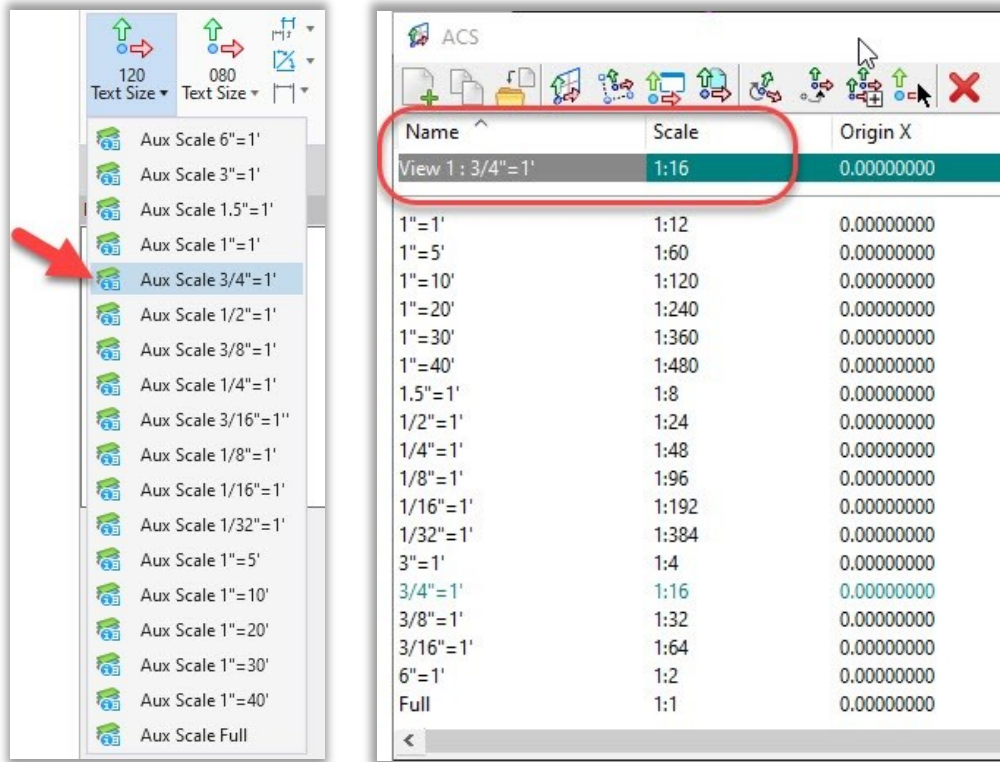 120
Text Size
080
Text Size
Aux Scale 6"=1'
Aux Scale 3"=1'
Aux Scale 1.5"=1'
Aux Scale 1"=1'
Aux Scale 3/4"=1'
Aux Scale 1/2"=1'
Aux Scale 3/8"=1'
Aux Scale 1/4"=1'
Aux Scale 3/16"=1"
Aux Scale 1/8"=1'
Aux Scale 1/16"=1'
Aux Scale 1/32"=1'
Aux Scale 1"=5'
Aux Scale 1"=10'
Aux Scale 1"=20'
Aux Scale 1"=30'
Aux Scale 1"=40'
Aux Scale Full
ACS
Name Scale Origin X
View 1 : 3/4"=1' 1:16 0.00000000
1"=1' 1:12 0.00000000
1"=5' 1:60 0.00000000
1"=10' 1:120 0.00000000
1"=20' 1:240 0.00000000
1"=30' 1:360 0.00000000
1"=40' 1:480 0.00000000
1.5"=1' 1:8 0.00000000
1/2"=1' 1:24 0.00000000
1/4"=1' 1:48 0.00000000
1/8"=1' 1:96 0.00000000
1/16"=1' 1:192 0.00000000
1/32"=1' 1:384 0.00000000
3"=1' 1:4 0.00000000
3/4"=1' 1:16 0.00000000
3/8"=1' 1:32 0.00000000
3/16"=1' 1:64 0.00000000
6"=1' 1:2 0.00000000
Full 1:1 0.00000000